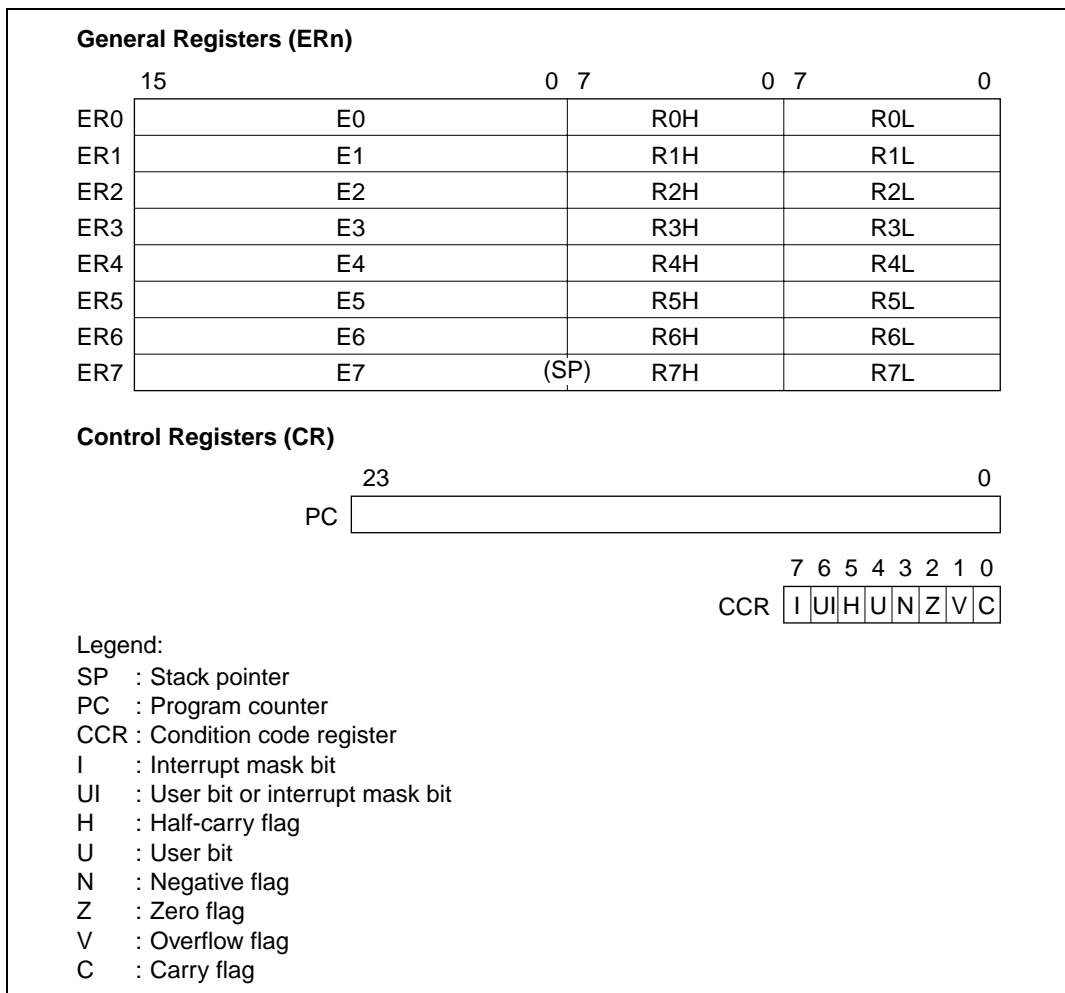 General Registers (ERn)
15 0 7 0 7 0
ER0 E0 R0H R0L
ER1 E1 R1H R1L
ER2 E2 R2H R2L
ER3 E3 R3H R3L
ER4 E4 R4H R4L
ER5 E5 R5H R5L
ER6 E6 R6H R6L
ER7 E7 (SP) R7H R7L
Control Registers (CR)
23 0
PC
7 6 5 4 3 2 1 0
CCR I UI H U N Z V C
Legend:
SP : Stack pointer
PC : Program counter
CCR : Condition code register
I : Interrupt mask bit
UI : User bit or interrupt mask bit
H : Half-carry flag
U : User bit
N : Negative flag
Z : Zero flag
V : Overflow flag
C : Carry flag